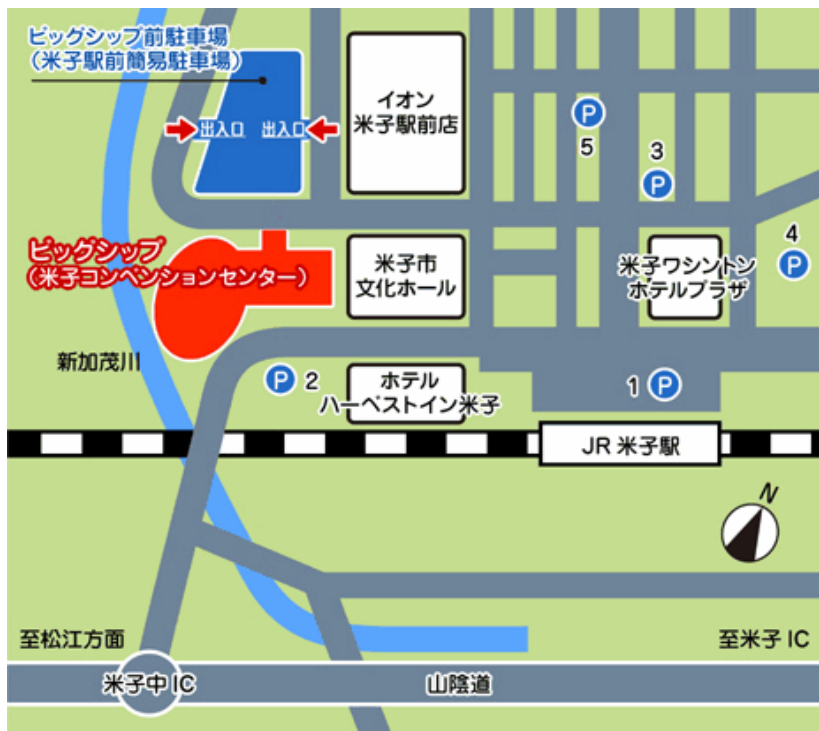 ビッグシップ前駐車場
（米子駅前簡易駐車場）
出入口
出入口
イオン
米子駅前店
P
5
3
P
ビッグシップ
（米子コンベンションセンター）
米子市
文化ホール
米子ワシントン
ホテルプラザ
4
P
新加茂川
P 2
ホテル
ハーベストイン米子
1 P
JR 米子駅
N
至松江方面
至米子 IC
米子中 IC
山陰道